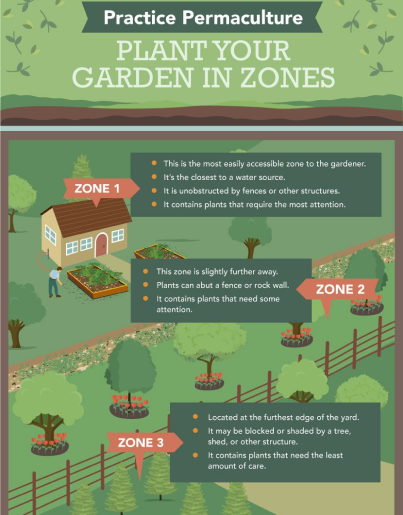 Practice Permaculture
PLANT YOUR
GARDEN IN ZONES
ZONE 1
This is the most easily accessible zone to the gardener.
It's the closest to a water source.
It is unobstructed by fences or other structures.
It contains plants that require the most attention.
ZONE 2
This zone is slightly further away.
Plants can abut a fence or rock wall.
It contains plants that need some
attention.
ZONE 3
Located at the furthest edge of the yard.
It may be blocked or shaded by a tree,
shed, or other structure.
It contains plants that need the least
amount of care.